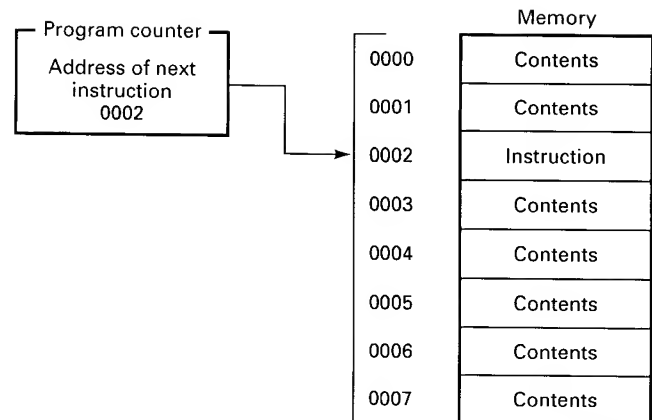 Program counter
Address of next
instruction
0002
Memory
0000 Contents
0001 Contents
0002 Instruction
0003 Contents
0004 Contents
0005 Contents
0006 Contents
0007 Contents